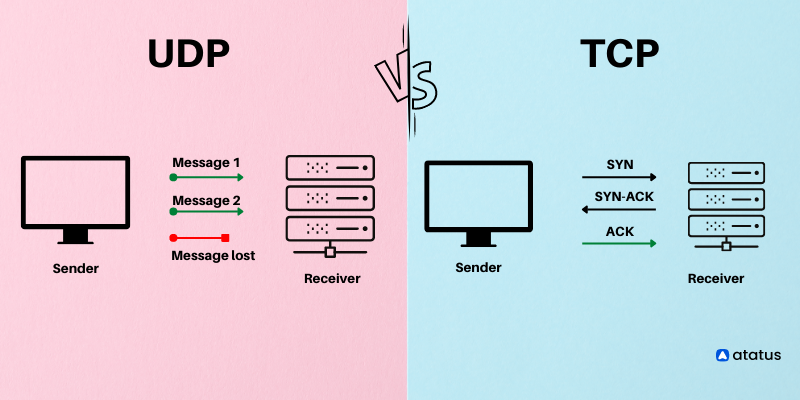 UDP
VS
TCP
Message 1
Message 2
Message lost
Sender
Receiver
SYN
SYN-ACK
ACK
Sender
Receiver
atatus